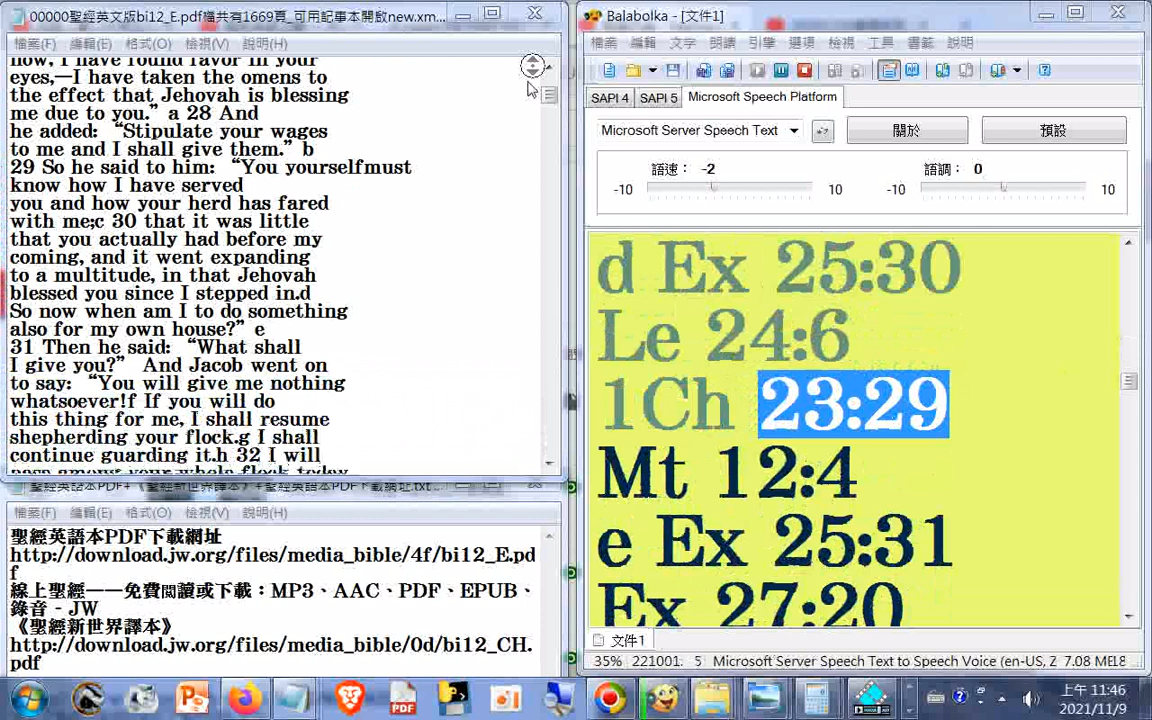 00000聖經英文版bi12_E.pdf檔共有1669頁_可用記事本開啟new.xm...
檔案(F) 編輯(E) 格式(O) 檢視(V) 說明(H)
now, I have found favor in your
eyes,—I have taken the omens to
the effect that Jehovah is blessing
me due to you.” a 28 And
he added: “Stipulate your wages
to me and I shall give them.” b
29 So he said to him: “You yourselfmust
know how I have served
you and how your herd has fared
with me;c 30 that it was little
that you actually had before my
coming, and it went expanding
to a multitude, in that Jehovah
blessed you since I stepped in.d
So now when am I to do something
also for my own house?” e
31 Then he said: “What shall
I give you?” And Jacob went on
to say: “You will give me nothing
whatsoever!f If you will do
this thing for me, I shall resume
shepherding your flock.g I shall
continue guarding it.h 32 I will
pass among your whole flock today
聖經英語本PDF+《聖經新世界譯本》+聖經英語本PDF下載網址.txt...
檔案(F) 編輯(E) 格式(O) 檢視(V) 說明(H)
聖經英語本PDF下載網址
http://download.jw.org/files/media_bible/4f/bi12_E.pd
f
線上聖經——免費閱讀或下載：MP3、AAC、PDF、EPUB、
錄音 - JW
《聖經新世界譯本》
http://download.jw.org/files/media_bible/0d/bi12_CH.
pdf
Balabolka - [文件1]
檔案 編輯 文字 朗讀 引擎 選項 檢視 工具 書籤 說明
SAPI 4 SAPI 5 Microsoft Speech Platform
Microsoft Server Speech Text 關於 預設
語速： -2 語調： 0
-10 10 -10 10
d Ex 25:30
Le 24:6
1Ch 23:29
Mt 12:4
e Ex 25:31
Ex 27:20
文件1
35% 221001. 5 Microsoft Server Speech Text to Speech Voice (en-US, Z 7.08 MEL8
上午 11:46
2021/11/9